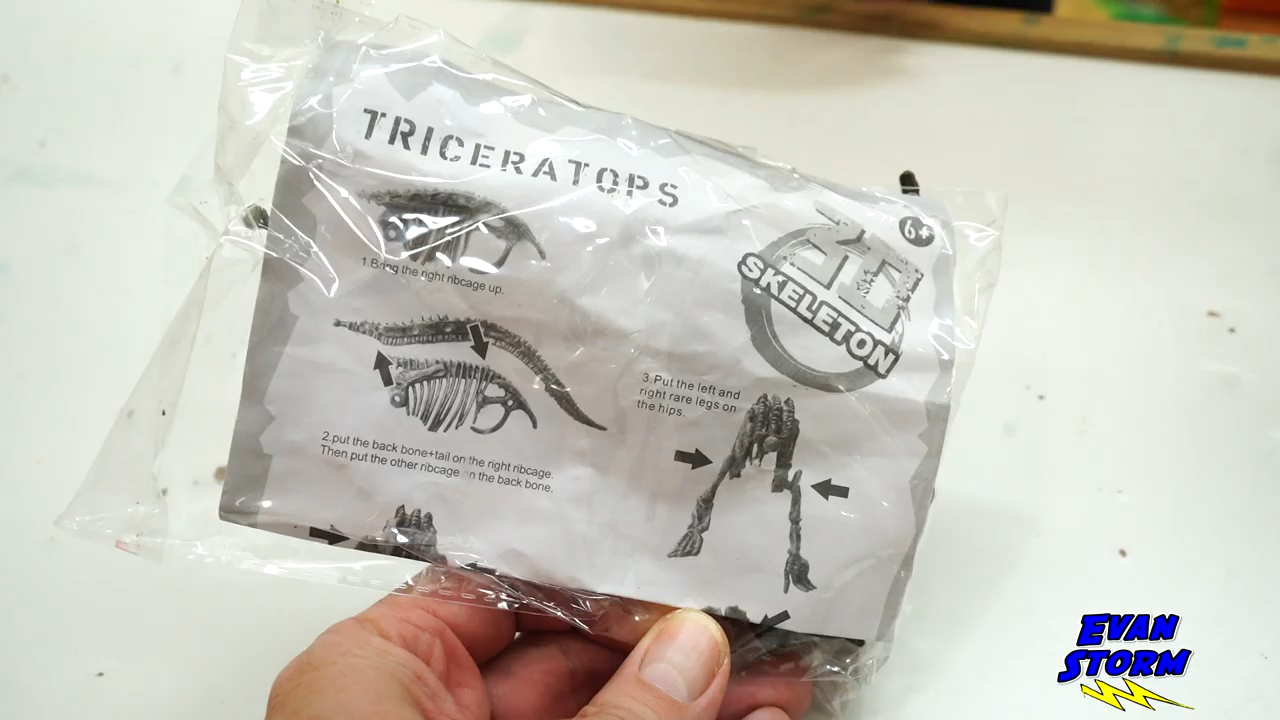 TRICERATOPS
6+
3D
SKELETON
1.Bring the right ribcage up.
2.put the back bone+tail on the right ribcage.
Then put the other ribcage on the back bone.
3.Put the left and
right rare legs on
the hips.
EVAN
STORM